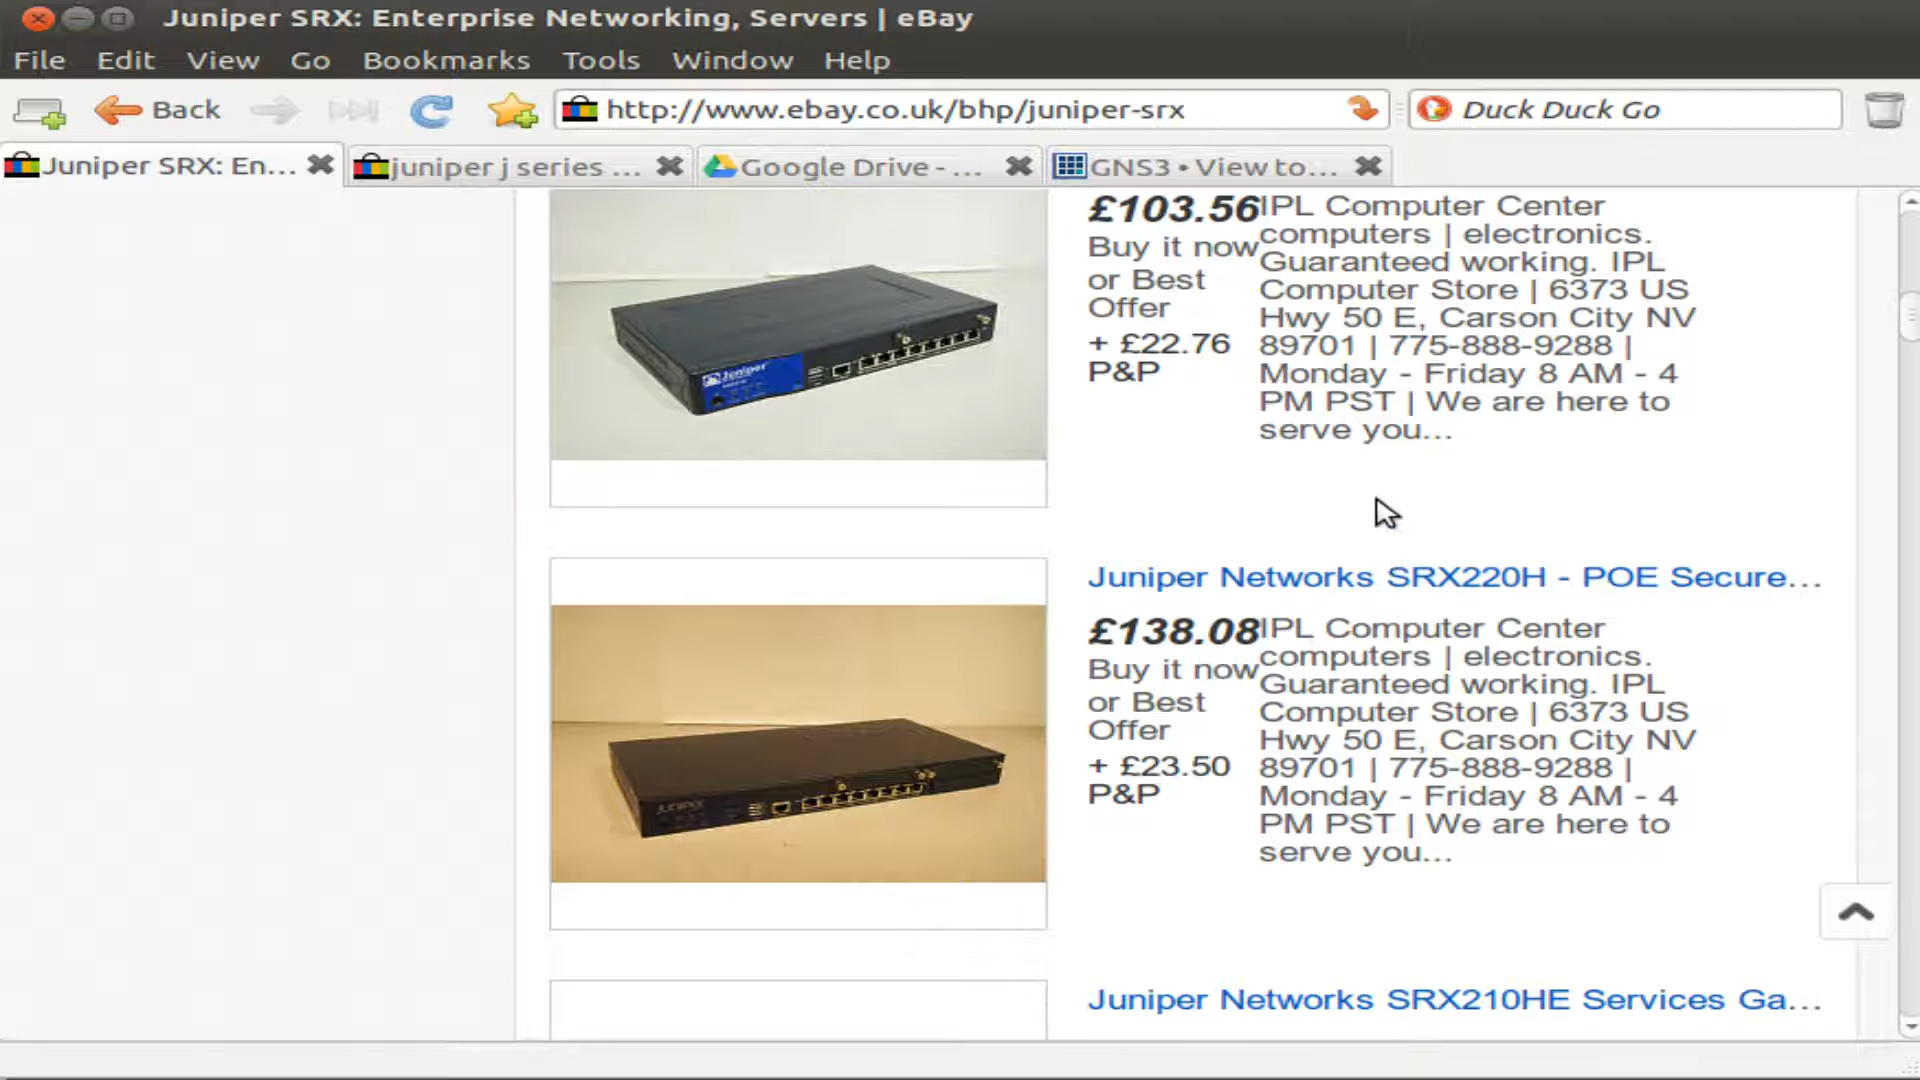 Juniper SRX: Enterprise Networking, Servers | eBay
File Edit View Go Bookmarks Tools Window Help
Back http://www.ebay.co.uk/bhp/juniper-srx Duck Duck Go
Juniper SRX: En... juniper j series ... Google Drive - ... GNS3 • View to...
£103.56
Buy it now
or Best
Offer
+ £22.76
P&P
IPL Computer Center
computers | electronics.
Guaranteed working. IPL
Computer Store | 6373 US
Hwy 50 E, Carson City NV
89701 | 775-888-9288 |
Monday - Friday 8 AM - 4
PM PST | We are here to
serve you...
Juniper
Juniper Networks SRX220H - POE Secure...
£138.08
Buy it now
or Best
Offer
+ £23.50
P&P
IPL Computer Center
computers | electronics.
Guaranteed working. IPL
Computer Store | 6373 US
Hwy 50 E, Carson City NV
89701 | 775-888-9288 |
Monday - Friday 8 AM - 4
PM PST | We are here to
serve you...
JUNIPER
Juniper Networks SRX210HE Services Ga...